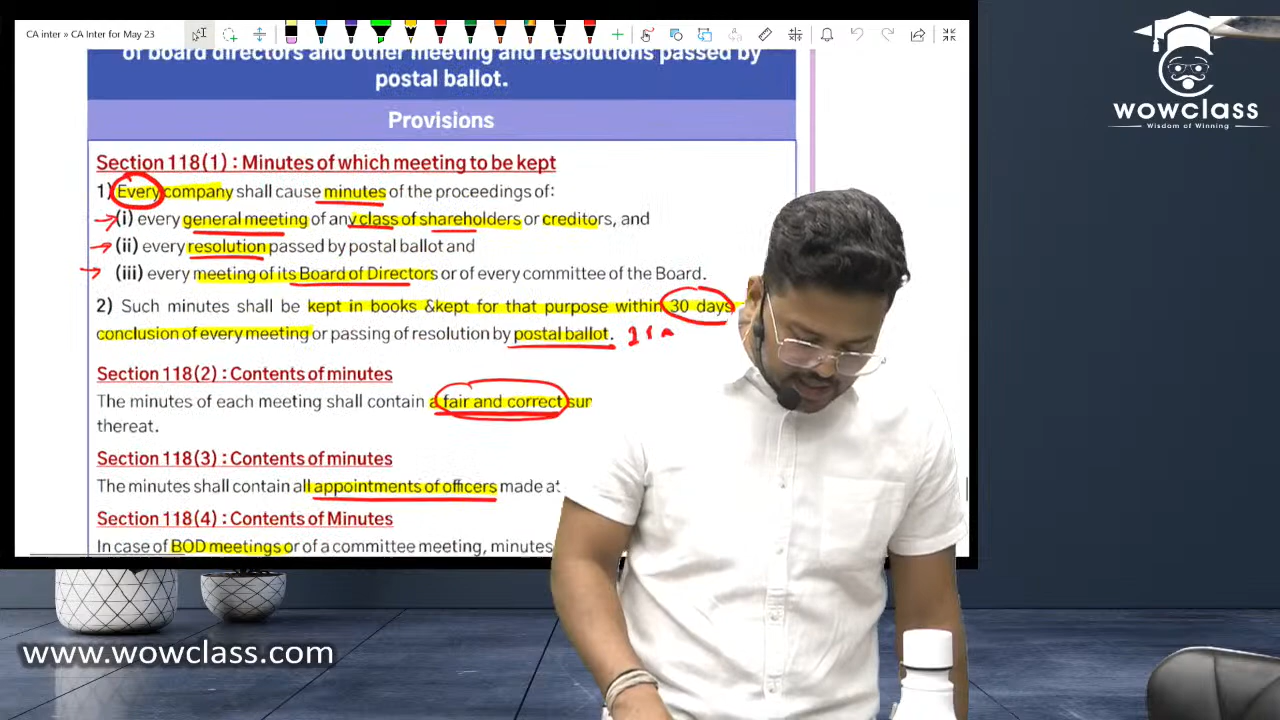 CA inter » CA Inter for May 23
of board directors and other meeting and resolutions passed by
postal ballot.
Provisions
Section 118(1) : Minutes of which meeting to be kept
1) Every company shall cause minutes of the proceedings of:
(i) every general meeting of any class of shareholders or creditors, and
(ii) every resolution passed by postal ballot and
(iii) every meeting of its Board of Directors or of every committee of the Board.
2) Such minutes shall be kept in books &kept for that purpose within 30 days
conclusion of every meeting or passing of resolution by postal ballot.
Section 118(2) : Contents of minutes
The minutes of each meeting shall contain a fair and correct
thereat.
Section 118(3) : Contents of minutes
The minutes shall contain all appointments of officers made at
Section 118(4) : Contents of Minutes
In case of BOD meetings or of a committee meeting, minutes
wowclass
Wisdom of Winning
www.wowclass.com